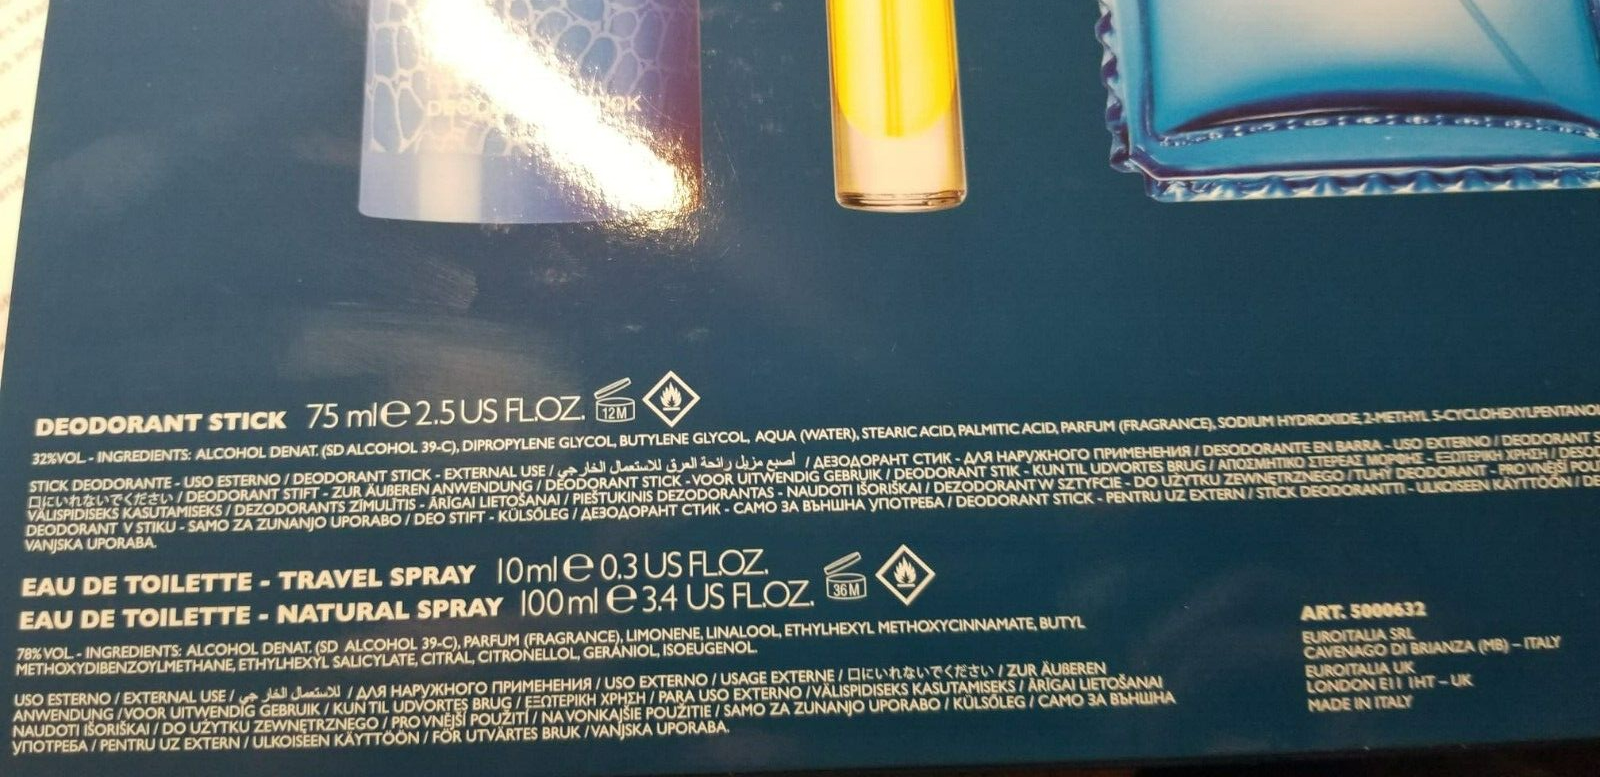 DEODORANT STICK 75 ml e 2.5 US FL.OZ. 12M
32%VOL. - INGREDIENTS: ALCOHOL DENAT. (SD ALCOHOL 39-C), DIPROPYLENE GLYCOL, BUTYLENE GLYCOL, AQUA (WATER), STEARIC ACID, PALMITIC ACID, PARFUM (FRAGRANCE), SODIUM HYDROXIDE, 2-METHYL 5-CYCLOHEXYLPENTANOL
STICK DEODORANTE - USO ESTERNO / DEODORANT STICK - EXTERNAL USE / أصبع مزيل رائحة العرق للاستعمال الخارجي / ДЕЗОДОРАНТ СТИК - ДЛЯ НАРУЖНОГО ПРИМЕНЕНИЯ / DESODORANTE EN BARRA - USO EXTERNO / DEODORANT S
口にいれないでください / DEODORANT STIFT - ZUR ÄUßEREN ANWENDUNG / DEODORANT STICK - VOOR UITWENDIG GEBRUIK / DEODORANT STIK - KUN TIL UDVORTES BRUG / ΑΠΟΣΜΗΤΙΚΟ ΣΤΕΡΕΑΣ ΜΟΡΦΗΣ - ΕΞΩΤΕΡΙΚΗ ΧΡΗΣΗ / DESOD
VÄLISPIDISEKS KASUTAMISEKS / DEZODORANTS ZĪMULĪTIS - ĀRĪGAI LIETOŠANAI / PIEŠTUKINIS DEZODORANTAS - NAUDOTI IŠORIŠKAI / DEZODORANT W SZTYFCIE - DO UŻYTKU ZEWNĘTRZNEGO / TUHÝ DEODORANT - PRO VNĚJŠÍ POU
DEODORANT V STIKU - SAMO ZA ZUNANJO UPORABO / DEO STIFT - KÜLSŐLEG / ДЕЗОДОРАНТ СТИК - САМО ЗА ВЪНШНА УПОТРЕБА / DEODORANT STICK - PENTRU UZ EXTERN / STICK DEODORANTTI - ULKOISEEN KÄYTTÖÖN / DE
VANJSKA UPORABA.
EAU DE TOILETTE - TRAVEL SPRAY 10 ml e 0.3 US FL.OZ.
EAU DE TOILETTE - NATURAL SPRAY 100 ml e 3.4 US FL.OZ. 36M
78%VOL. - INGREDIENTS: ALCOHOL DENAT. (SD ALCOHOL 39-C), PARFUM (FRAGRANCE), LIMONENE, LINALOOL, ETHYLHEXYL METHOXYCINNAMATE, BUTYL
METHOXYDIBENZOYLMETHANE, ETHYLHEXYL SALICYLATE, CITRAL, CITRONELLOL, GERANIOL, ISOEUGENOL.
USO ESTERNO / EXTERNAL USE / للاستعمال الخار جي / ДЛЯ НАРУЖНОГО ПРИМЕНЕНИЯ / USO EXTERNO / USAGE EXTERNE / 口にいれないでください / ZUR ÄUßEREN
ANWENDUNG / VOOR UITWENDIG GEBRUIK / KUN TIL UDVORTES BRUG / ΕΞΩΤΕΡΙΚΗ ΧΡΗΣΗ / PARA USO EXTERNO / VÄLISPIDISEKS KASUTAMISEKS / ĀRĪGAI LIETOŠANAI
NAUDOTI IŠORIŠKAI / DO UŻYTKU ZEWNĘTRZNEGO / PRO VNĚJŠÍ POUŽITÍ / NA VONKAJŠIE POUŽITIE / SAMO ZA ZUNANJO UPORABO / KÜLSŐLEG / САМО ЗА ВЪНШНА
УПОТРЕБА / PENTRU UZ EXTERN / ULKOISEEN KÄYTTÖÖN / FÖR UTVÄRTES BRUK / VANJSKA UPORABA.
ART. 5000632
EUROITALIA SRL
CAVENAGO DI BRIANZA (MB) - ITALY
EUROITALIA UK
LONDON E11 1HT - UK
MADE IN ITALY